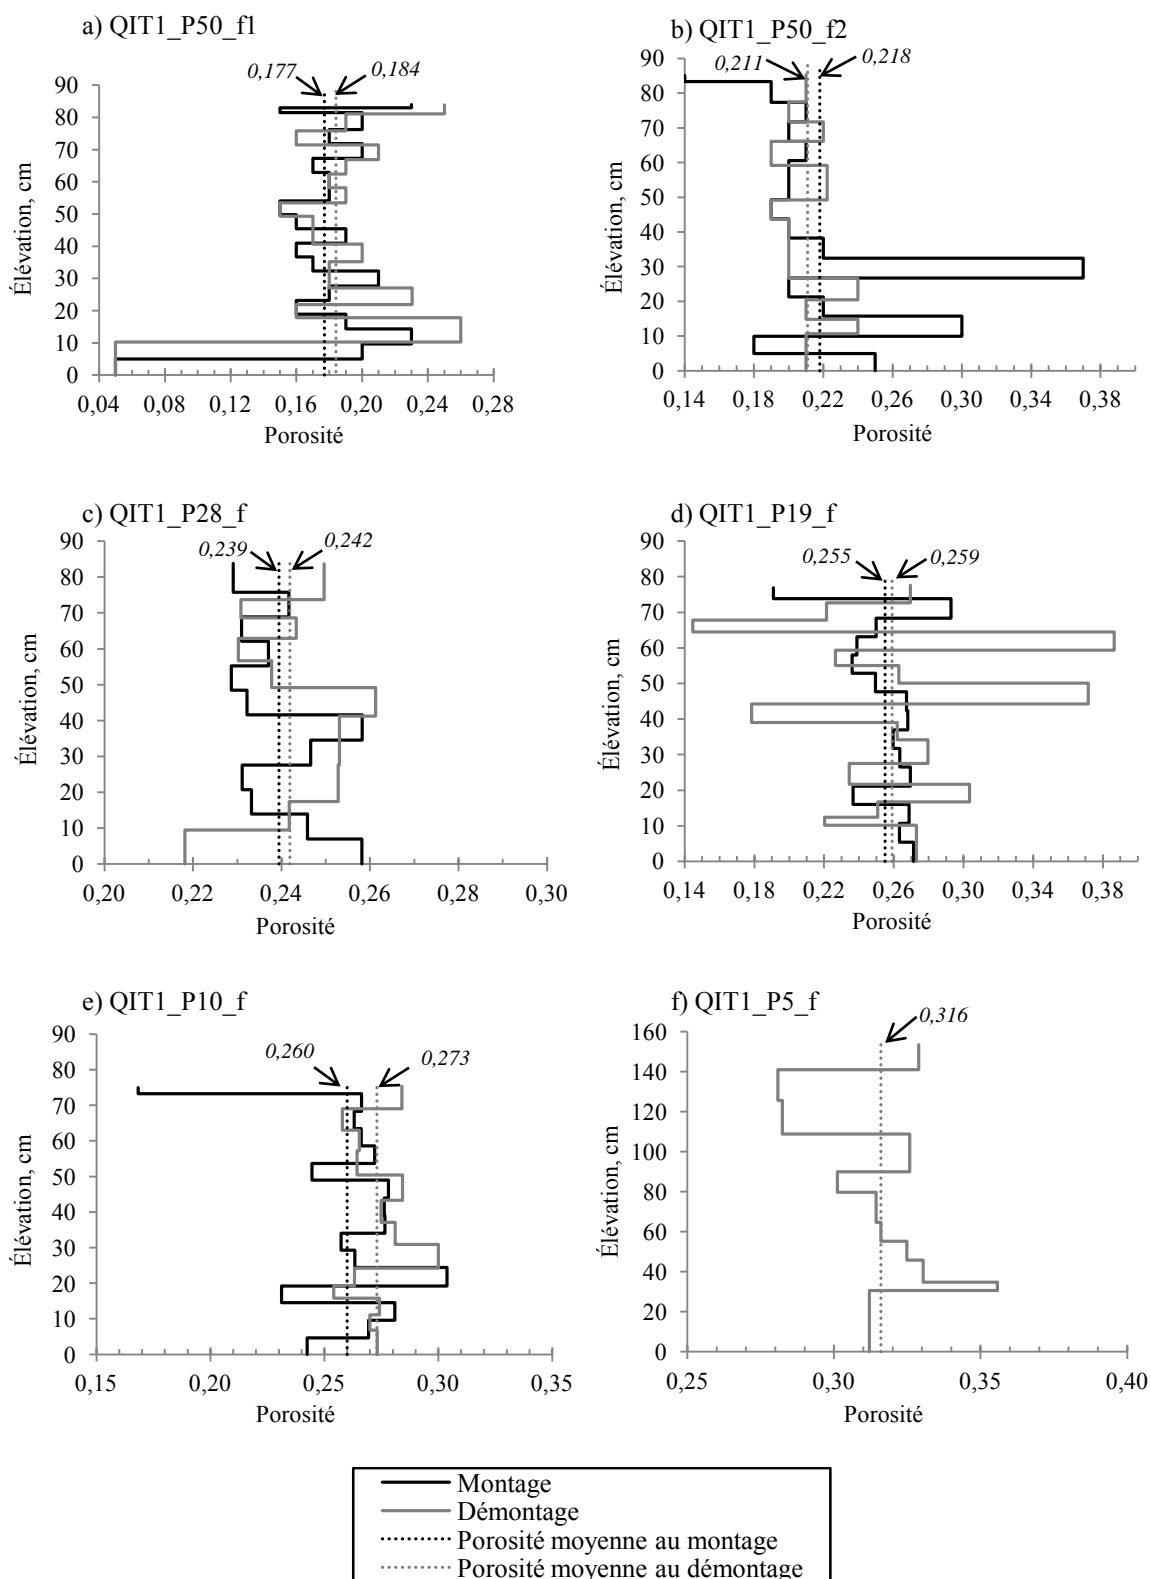 a) QIT1_P50_f1
0,177
0,184
90
80
70
60
50
40
30
20
10
0
Élévation, cm
0,04 0,08 0,12 0,16 0,20 0,24 0,28
Porosité
b) QIT1_P50_f2
0,211
0,218
90
80
70
60
50
40
30
20
10
0
Élévation, cm
0,14 0,18 0,22 0,26 0,30 0,34 0,38
Porosité
c) QIT1_P28_f
0,239
0,242
90
80
70
60
50
40
30
20
10
0
Élévation, cm
0,20 0,22 0,24 0,26 0,28 0,30
Porosité
d) QIT1_P19_f
0,255
0,259
90
80
70
60
50
40
30
20
10
0
Élévation, cm
0,14 0,18 0,22 0,26 0,30 0,34 0,38
Porosité
e) QIT1_P10_f
0,260
0,273
90
80
70
60
50
40
30
20
10
0
Élévation, cm
0,15 0,20 0,25 0,30 0,35
Porosité
f) QIT1_P5_f
0,316
160
140
120
100
80
60
40
20
0
Élévation, cm
0,25 0,30 0,35 0,40
Porosité
Montage
Démontage
Porosité moyenne au montage
Porosité moyenne au démontage